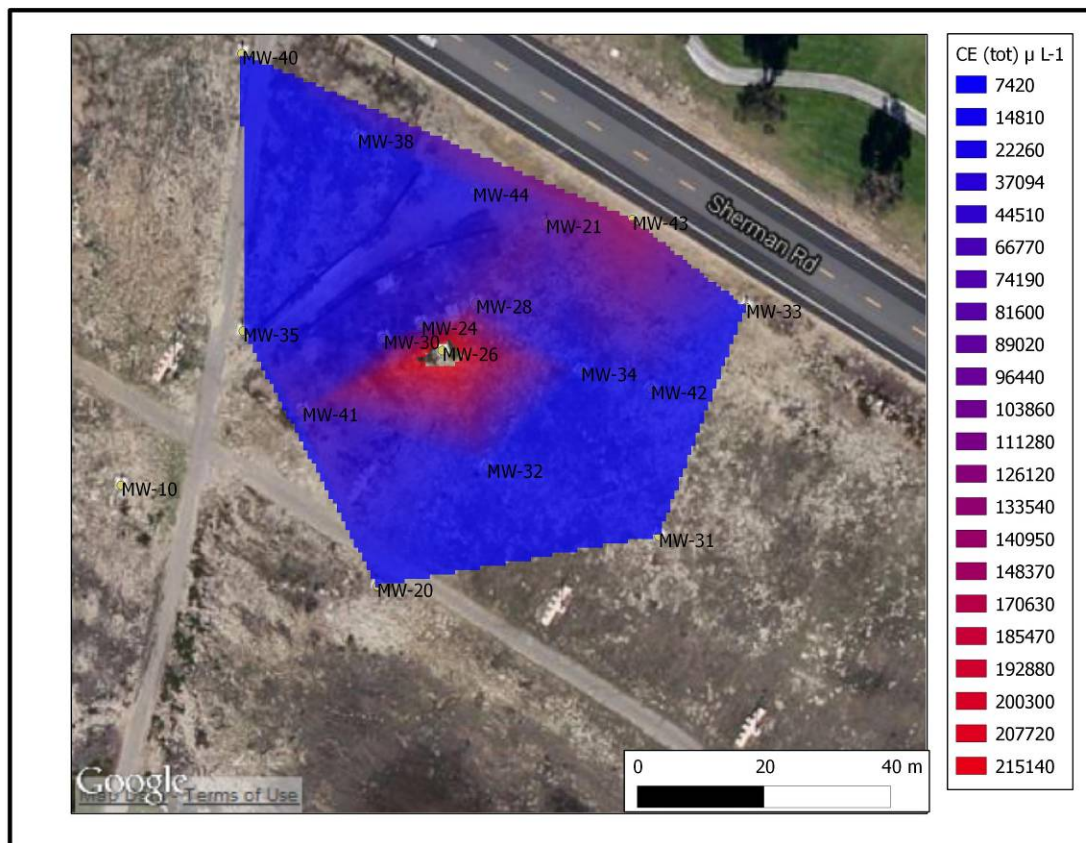 MW-40
MW-38
MW-44
MW-21
MW-43
Sherman Rd
MW-33
MW-28
MW-24
MW-35
MW-30
MW-26
MW-34
MW-42
MW-41
MW-32
MW-10
MW-31
MW-20
Google
Map Data - Terms of Use
0 20 40 m
CE (tot) µ L-1
7420
14810
22260
37094
44510
66770
74190
81600
89020
96440
103860
111280
126120
133540
140950
148370
170630
185470
192880
200300
207720
215140